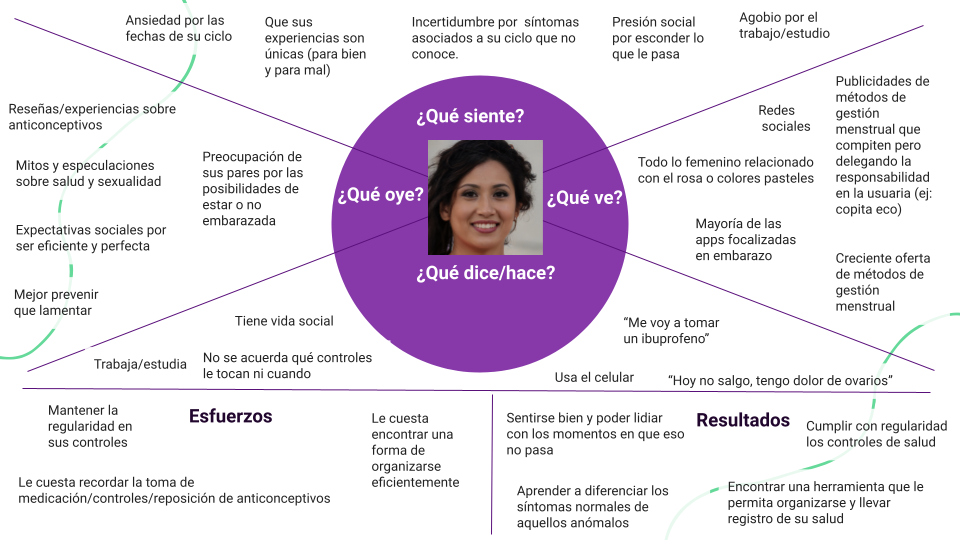 Ansiedad por las
fechas de su ciclo
Que sus
experiencias son
únicas (para bien
y para mal)
Incertidumbre por síntomas
asociados a su ciclo que no
conoce.
Presión social
por esconder lo
que le pasa
Agobio por el
trabajo/estudio
¿Qué siente?
Reseñas/experiencias sobre
anticonceptivos
Mitos y especulaciones
sobre salud y sexualidad
Expectativas sociales por
ser eficiente y perfecta
Mejor prevenir
que lamentar
Preocupación de
sus pares por las
posibilidades de
estar o no
embarazada
¿Qué oye?
¿Qué ve?
Redes
sociales
Todo lo femenino relacionado
con el rosa o colores pasteles
Mayoría de las
apps focalizadas
en embarazo
Publicidades de
métodos de
gestión
menstrual que
compiten pero
delegando la
responsabilidad
en la usuaria (ej:
copita eco)
Creciente oferta
de métodos de
gestión
menstrual
¿Qué dice/hace?
Tiene vida social
Trabaja/estudia
No se acuerda qué controles
le tocan ni cuando
“Me voy a tomar
un ibuprofeno”
Usa el celular
“Hoy no salgo, tengo dolor de ovarios”
Esfuerzos
Mantener la
regularidad en
sus controles
Le cuesta recordar la toma de
medicación/controles/reposición de anticonceptivos
Le cuesta
encontrar una
forma de
organizarse
eficientemente
Resultados
Sentirse bien y poder lidiar
con los momentos en que eso
no pasa
Cumplir con regularidad
los controles de salud
Aprender a diferenciar los
síntomas normales de
aquellos anómalos
Encontrar una herramienta que le
permita organizarse y llevar
registro de su salud